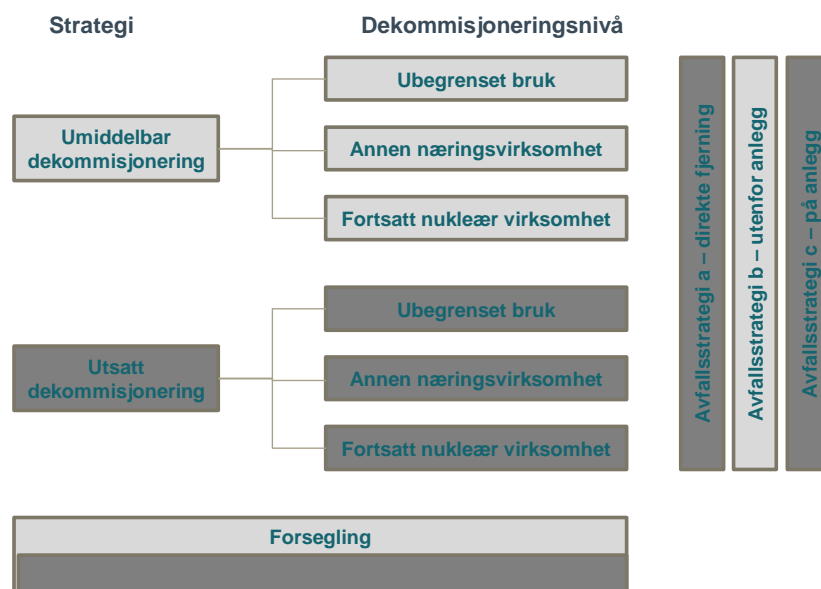 Strategi
Dekommisjoneringsnivå
Umiddelbar
dekommisjonering
Ubegrenset bruk
Annen næringsvirksomhet
Fortsatt nukleær virksomhet
Utsatt
dekommisjonering
Ubegrenset bruk
Annen næringsvirksomhet
Fortsatt nukleær virksomhet
Avfallsstrategi a – direkte fjerning
Avfallsstrategi b – utenfor anlegg
Avfallsstrategi c – på anlegg
Forsegling